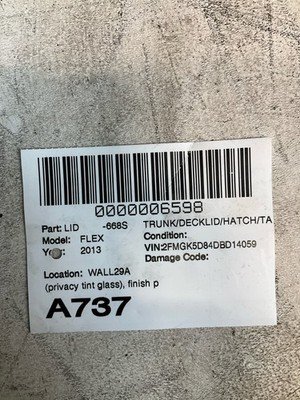 0000006598
Part: LID -668S TRUNK/DECKLID/HATCH/TA
Model: FLEX Condition:
2013 VIN:2FMGK5D84DBD14059
Damage Code:
Location: WALL29A
(privacy tint glass), finish p
A737